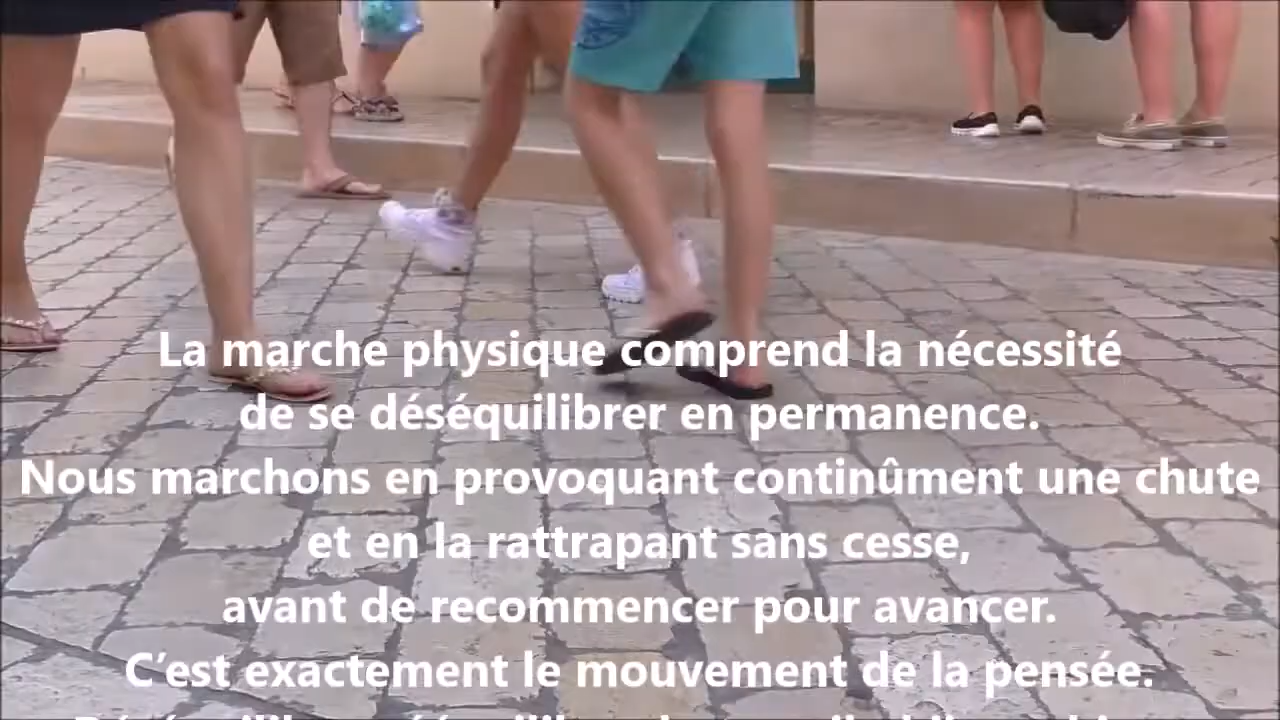 La marche physique comprend la nécessité
de se déséquilibrer en permanence.
Nous marchons en provoquant continûment une chute
et en la rattrapant sans cesse,
avant de recommencer pour avancer.
C’est exactement le mouvement de la pensée.